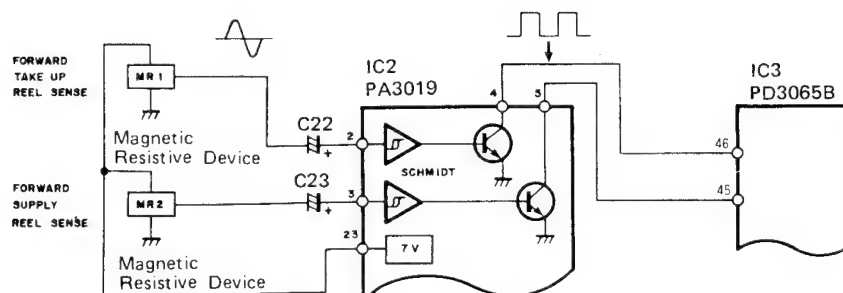 FORWARD
TAKE UP
REEL SENSE
MR1
Magnetic
Resistive Device
FORWARD
SUPPLY
REEL SENSE
MR2
Magnetic
Resistive Device
C22
+
C23
+
IC2
PA3019
2
3
23
4
5
SCHMIDT
7V
IC3
PD3065B
46
45